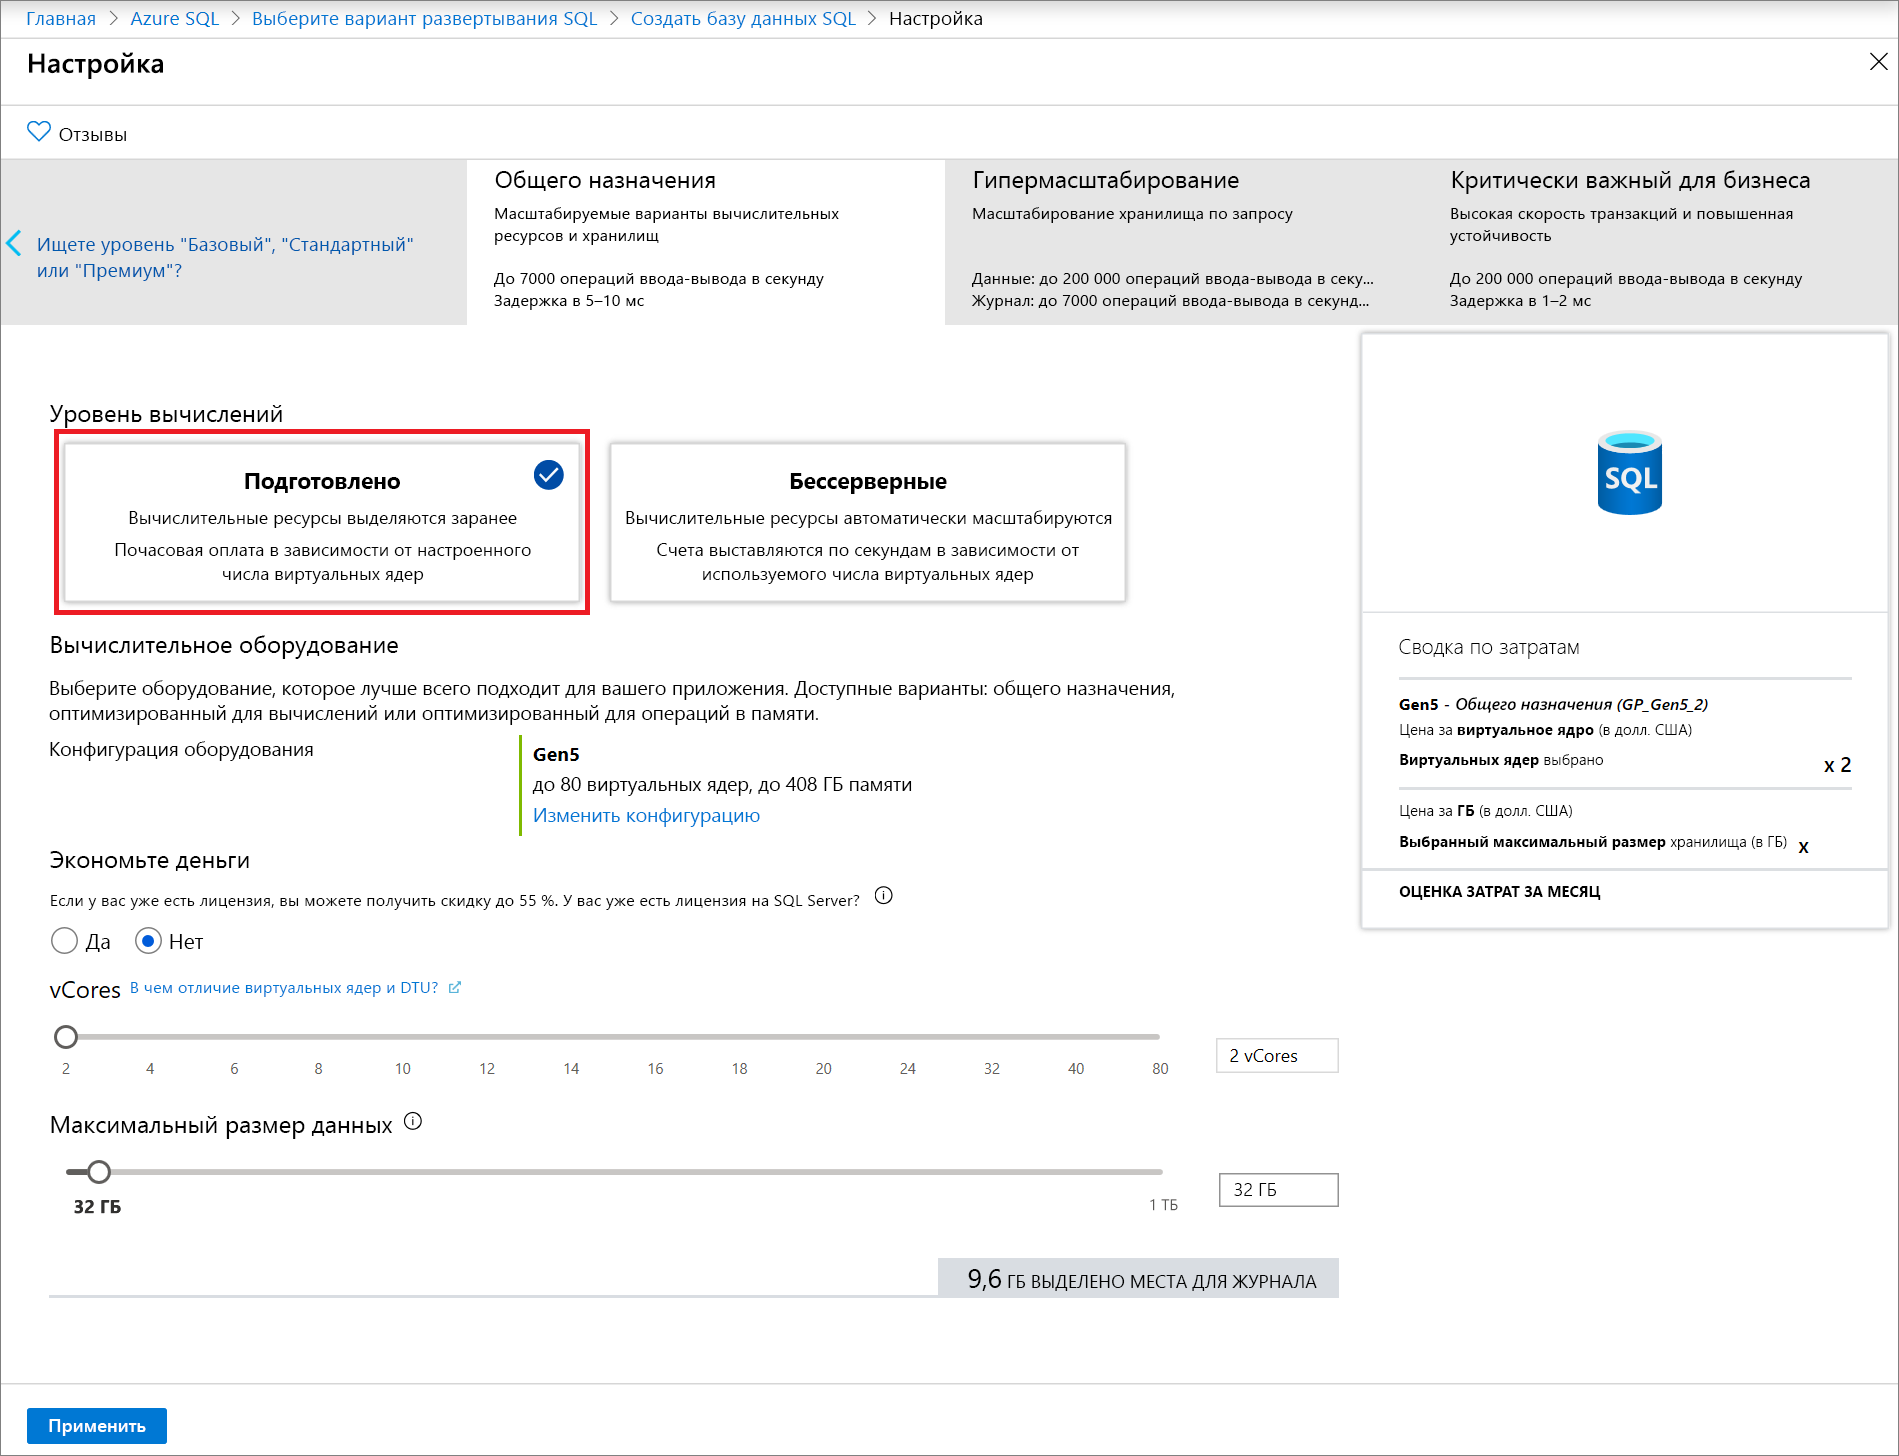 Главная > Azure SQL > Выберите вариант развертывания SQL > Создать базу данных SQL > Настройка
Настройка
Отзывы
Ищете уровень "Базовый", "Стандартный"
или "Премиум"?
Общего назначения
Масштабируемые варианты вычислительных
ресурсов и хранилищ
До 7000 операций ввода-вывода в секунду
Задержка в 5–10 мс
Гипермасштабирование
Масштабирование хранилища по запросу
Данные: до 200 000 операций ввода-вывода в секу...
Журнал: до 7000 операций ввода-вывода в секунд...
Критически важный для бизнеса
Высокая скорость транзакций и повышенная
устойчивость
До 200 000 операций ввода-вывода в секунду
Задержка в 1–2 мс
Уровень вычислений
Подготовлено
Вычислительные ресурсы выделяются заранее
Почасовая оплата в зависимости от настроенного
числа виртуальных ядер
Бессерверные
Вычислительные ресурсы автоматически масштабируются
Счета выставляются по секундам в зависимости от
используемого числа виртуальных ядер
Вычислительное оборудование
Выберите оборудование, которое лучше всего подходит для вашего приложения. Доступные варианты: общего назначения,
оптимизированный для вычислений или оптимизированный для операций в памяти.
Конфигурация оборудования
Gen5
до 80 виртуальных ядер, до 408 ГБ памяти
Изменить конфигурацию
Экономьте деньги
Если у вас уже есть лицензия, вы можете получить скидку до 55 %. У вас уже есть лицензия на SQL Server?
Да Нет
vCores В чем отличие виртуальных ядер и DTU?
2 4 6 8 10 12 14 16 18 20 24 32 40 80
2 vCores
Максимальный размер данных
32 ГБ
1 ТБ
32 ГБ
9,6 ГБ ВЫДЕЛЕНО МЕСТА ДЛЯ ЖУРНАЛА
SQL
Сводка по затратам
Gen5 - Общего назначения (GP_Gen5_2)
Цена за виртуальное ядро (в долл. США)
Виртуальных ядер выбрано x 2
Цена за ГБ (в долл. США)
Выбранный максимальный размер хранилища (в ГБ) x
ОЦЕНКА ЗАТРАТ ЗА МЕСЯЦ
Применить